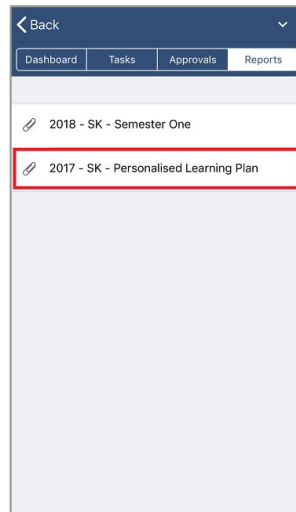 Back
Dashboard Tasks Approvals Reports
2018 - SK - Semester One
2017 - SK - Personalised Learning Plan